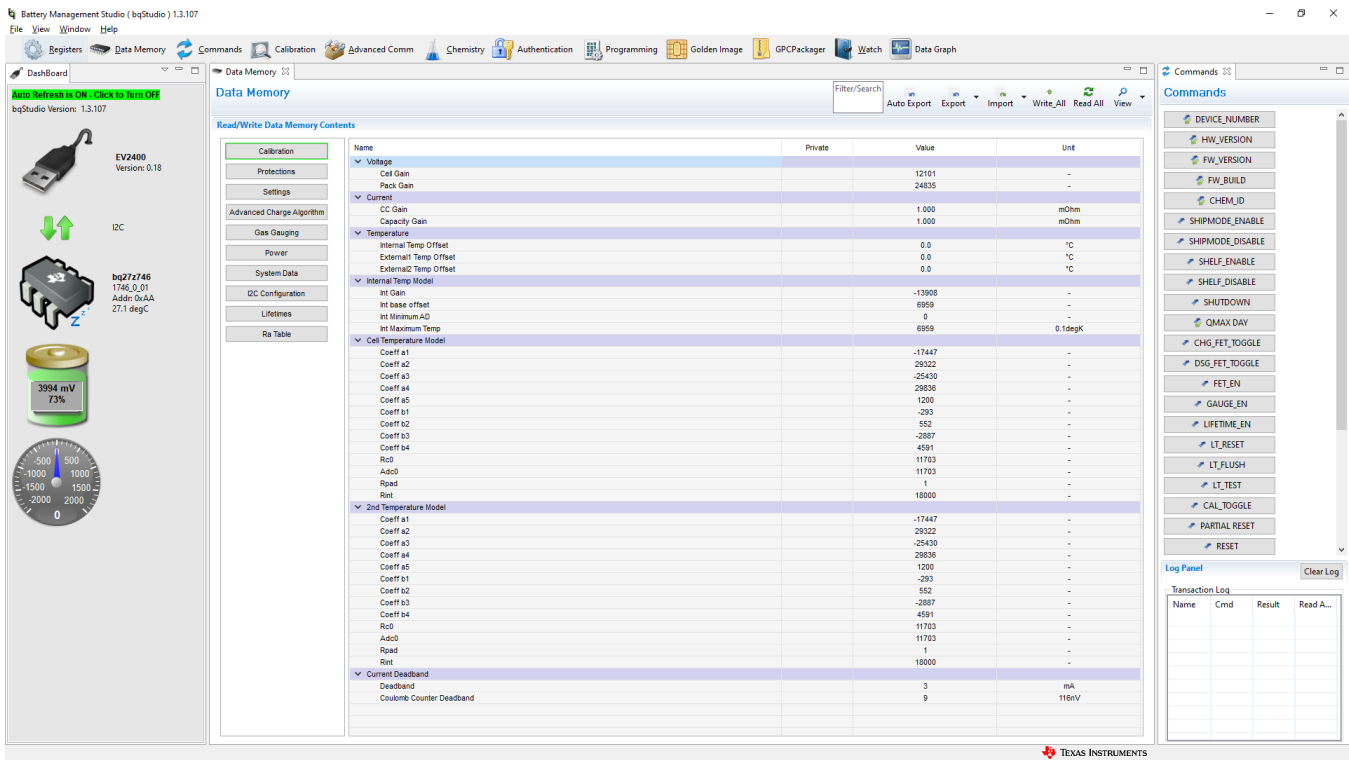 Battery Management Studio ( bqStudio ) 1.3.107
File View Window Help
Registers Data Memory Commands Calibration Advanced Comm Chemistry Authentication Programming Golden Image GPCPackager Watch Data Graph
DashBoard
Auto Refresh is ON - Click to Turn OFF
bqStudio Version: 1.3.107
EV2400
Version: 0.18
I2C
bq27z746
1746_0_01
Addr: 0xAA
27.1 degC
z z z
3994 mV
73%
-500 500
-1000 1000
-1500 1500
-2000 2000
0
Data Memory
Data Memory
Filter/Search
Auto Export Export Import Write_All Read All View
Read/Write Data Memory Contents
Calibration
Protections
Settings
Advanced Charge Algorithm
Gas Gauging
Power
System Data
I2C Configuration
Lifetimes
Ra Table
Name Private Value Unit
Voltage
Cell Gain 12101 -
Pack Gain 24835 -
Current
CC Gain 1.000 mOhm
Capacity Gain 1.000 mOhm
Temperature
Internal Temp Offset 0.0 °C
External1 Temp Offset 0.0 °C
External2 Temp Offset 0.0 °C
Internal Temp Model
Int Gain -13908 -
Int base offset 6959 -
Int Minimum AD 0 -
Int Maximum Temp 6959 0.1degK
Cell Temperature Model
Coeff a1 -17447 -
Coeff a2 29322 -
Coeff a3 -25430 -
Coeff a4 29836 -
Coeff a5 1200 -
Coeff b1 -293 -
Coeff b2 552 -
Coeff b3 -2887 -
Coeff b4 4591 -
Rc0 11703 -
Adc0 11703 -
Rpad 1 -
Rint 18000 -
2nd Temperature Model
Coeff a1 -17447 -
Coeff a2 29322 -
Coeff a3 -25430 -
Coeff a4 29836 -
Coeff a5 1200 -
Coeff b1 -293 -
Coeff b2 552 -
Coeff b3 -2887 -
Coeff b4 4591 -
Rc0 11703 -
Adc0 11703 -
Rpad 1 -
Rint 18000 -
Current Deadband
Deadband 3 mA
Coulomb Counter Deadband 9 116nV
Commands
Commands
DEVICE_NUMBER
HW_VERSION
FW_VERSION
FW_BUILD
CHEM_ID
SHIPMODE_ENABLE
SHIPMODE_DISABLE
SHELF_ENABLE
SHELF_DISABLE
SHUTDOWN
QMAX DAY
CHG_FET_TOGGLE
DSG_FET_TOGGLE
FET_EN
GAUGE_EN
LIFETIME_EN
LT_RESET
LT_FLUSH
LT_TEST
CAL_TOGGLE
PARTIAL RESET
RESET
Log Panel
Clear Log
Transaction Log
Name Cmd Result Read A...
TEXAS INSTRUMENTS